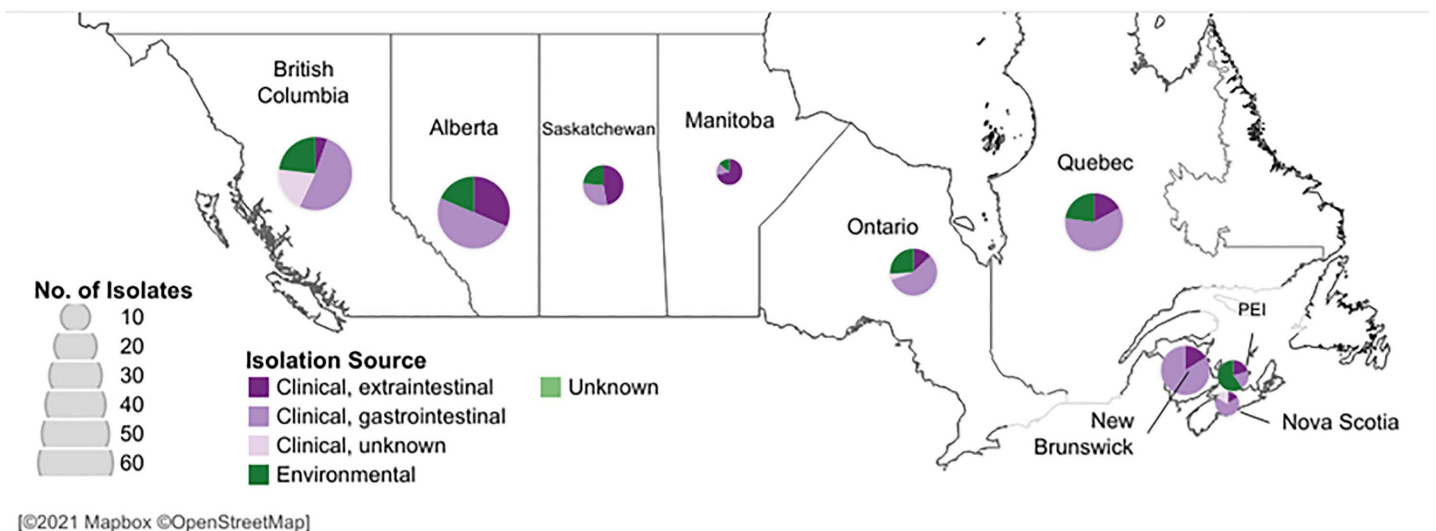 British
Columbia
Alberta
Saskatchewan
Manitoba
Ontario
Quebec
PEI
New
Brunswick
Nova Scotia
No. of Isolates
10
20
30
40
50
60
Isolation Source
Clinical, extraintestinal
Clinical, gastrointestinal
Clinical, unknown
Environmental
Unknown
[©2021 Mapbox ©OpenStreetMap]